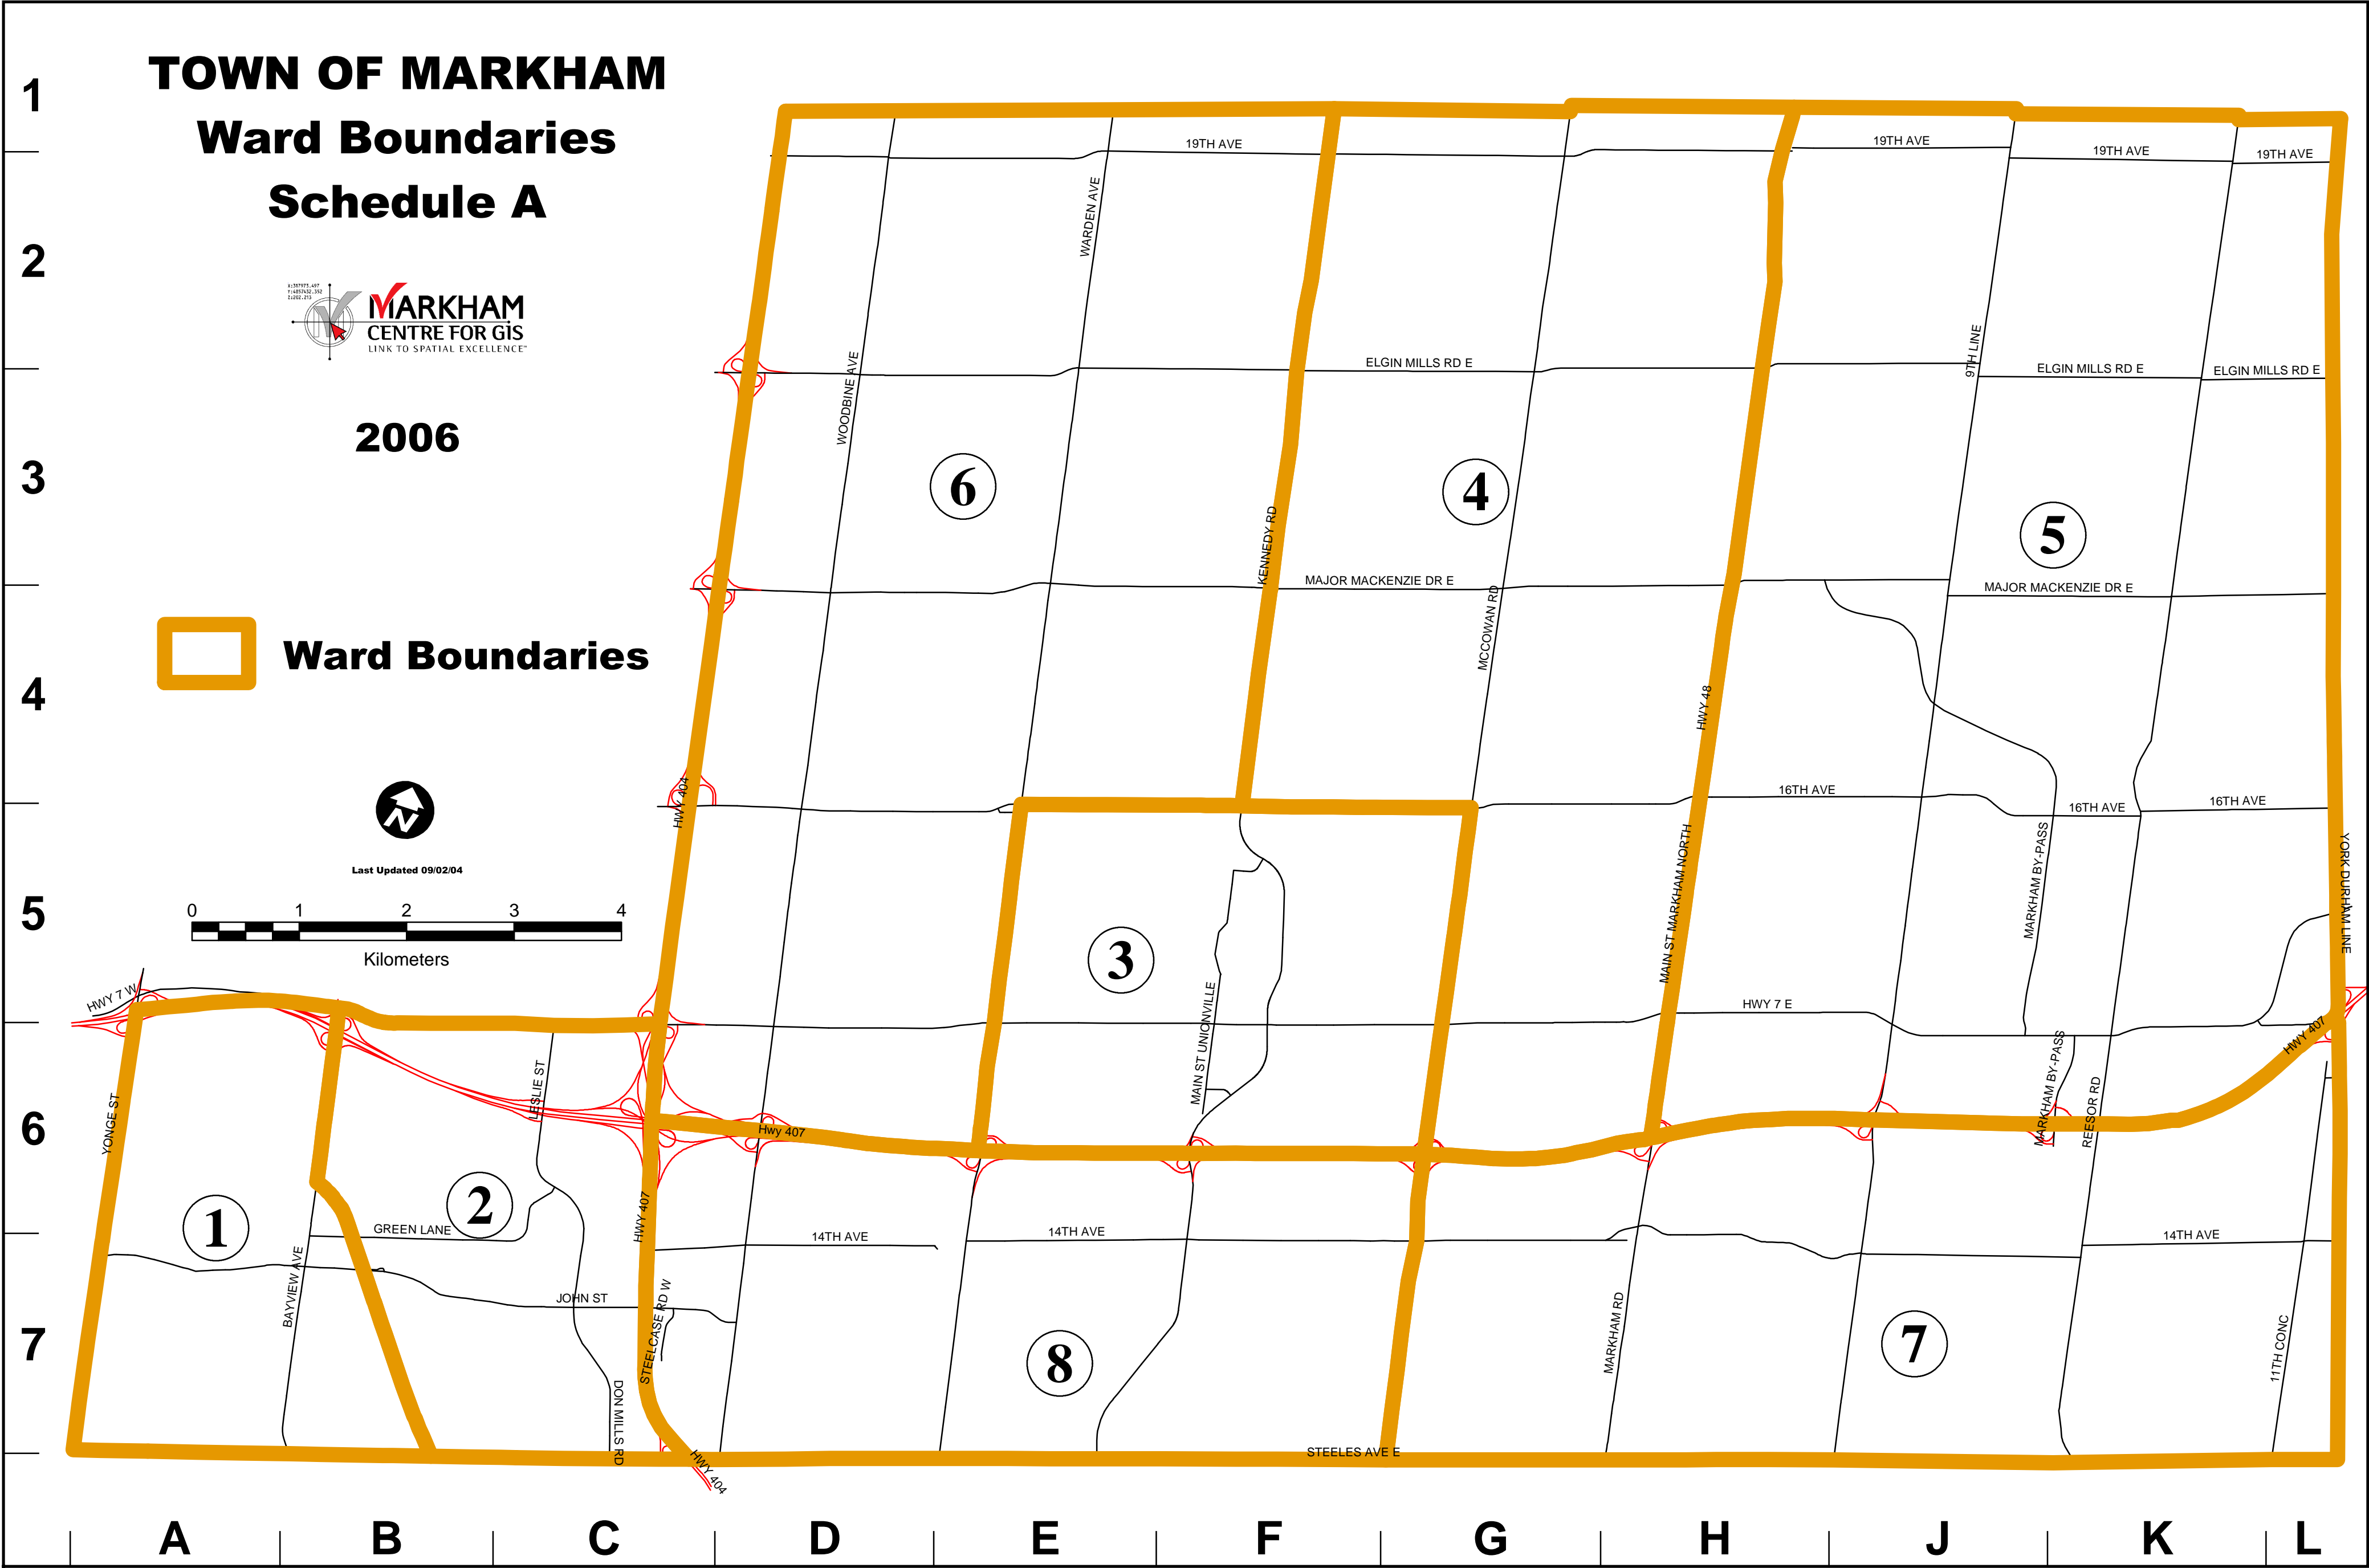 TOWN OF MARKHAM
Ward Boundaries
Schedule A
X:357073.497
Y:4857432.352
Z:202.213
MARKHAM
CENTRE FOR GIS
LINK TO SPATIAL EXCELLENCE
2006
Ward Boundaries
N
Last Updated 09/02/04
0 1 2 3 4
Kilometers
1
2
3
4
5
6
7
A B C D E F G H J K L
19TH AVE
19TH AVE
19TH AVE
19TH AVE
WARDEN AVE
WOODBINE AVE
ELGIN MILLS RD E
ELGIN MILLS RD E
ELGIN MILLS RD E
9TH LINE
6
4
5
KENNEDY RD
MAJOR MACKENZIE DR E
MAJOR MACKENZIE DR E
MCCOWAN RD
HWY 48
HWY 404
16TH AVE
16TH AVE
16TH AVE
MAIN ST MARKHAM NORTH
MARKHAM BY-PASS
YORK DURHAM LINE
3
HWY 7 W
MAIN ST UNIONVILLE
HWY 7 E
HWY 407
YONGE ST
LESLIE ST
Hwy 407
MARKHAM BY-PASS
REESOR RD
1
2
GREEN LANE
HWY 407
14TH AVE
14TH AVE
14TH AVE
BAYVIEW AVE
JOHN ST
STEELCASE RD W
8
MARKHAM RD
7
11TH CONC
DON MILLS RD
HWY 404
STEELES AVE E